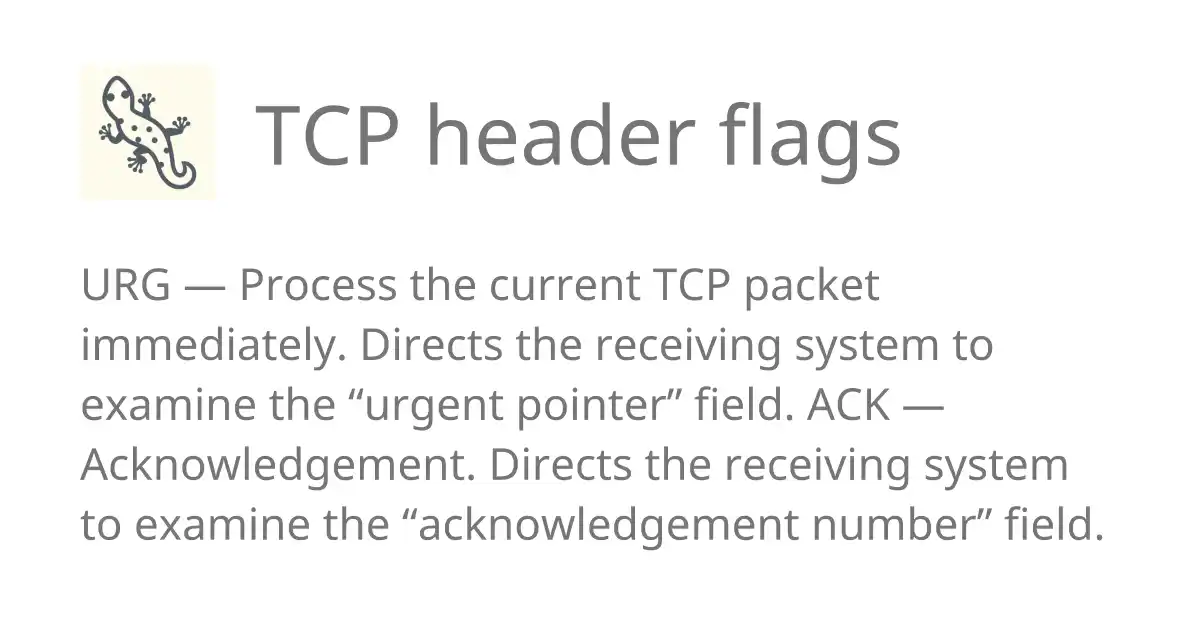 TCP header flags
URG — Process the current TCP packet
immediately. Directs the receiving system to
examine the “urgent pointer” field. ACK —
Acknowledgement. Directs the receiving system
to examine the “acknowledgement number” field.